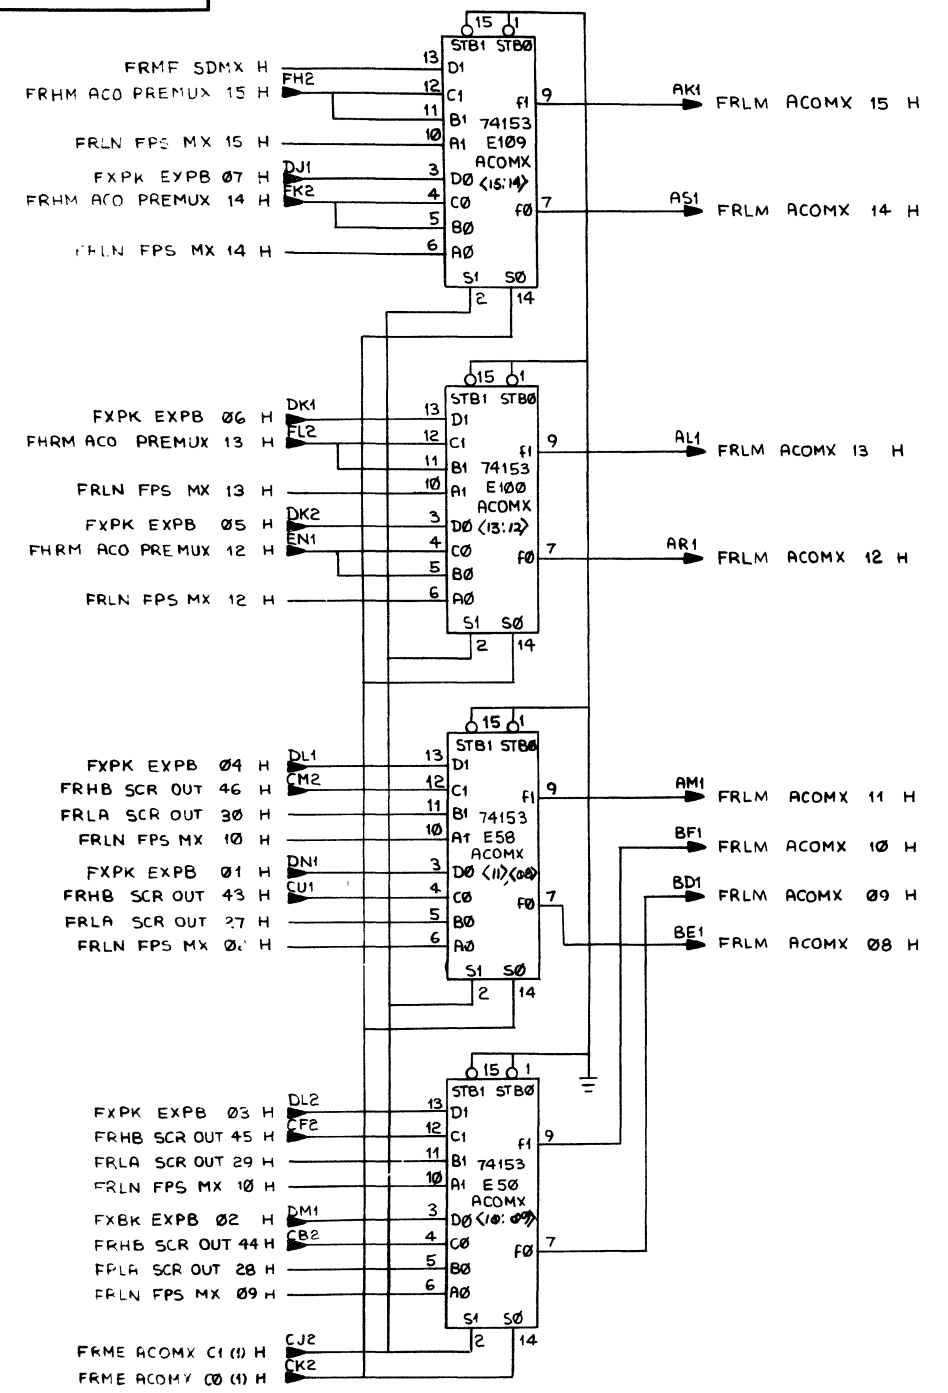 15 1
STB1 STBØ
FRMF SDMX H 13 D1
FRHM ACO PREMUX 15 H FH2 12 C1
11 B1
f1 9 AK1 FRLM ACOMX 15 H
FRLN FPS MX 15 H 10 A1
74153
E109
ACOMX
<15:14>
FXPK EXPB Ø7 H DJ1 3 DØ
FRHM ACO PREMUX 14 H FK2 4 CØ
5 BØ
fØ 7 AS1 FRLM ACOMX 14 H
FRLN FPS MX 14 H 6 AØ
S1 SØ
2 14
15 1
STB1 STBØ
FXPK EXPB Ø6 H DK1 13 D1
FHRM ACO PREMUX 13 H FL2 12 C1
11 B1
f1 9 AL1 FRLM ACOMX 13 H
FRLN FPS MX 13 H 10 A1
74153
E100
ACOMX
<13:12>
FXPK EXPB Ø5 H DK2 3 DØ
FHRM ACO PREMUX 12 H EN1 4 CØ
5 BØ
fØ 7 AR1 FRLM ACOMX 12 H
FRLN FPS MX 12 H 6 AØ
S1 SØ
2 14
15 1
STB1 STBØ
FXPK EXPB Ø4 H DL1 13 D1
FRHB SCR OUT 46 H CM2 12 C1
FRLA SCR OUT 3Ø H 11 B1
FRLN FPS MX 1Ø H 1Ø A1
f1 9 AM1 FRLM ACOMX 11 H
74153
E58
ACOMX
<11>,<08>
BF1 FRLM ACOMX 1Ø H
FXPK EXPB Ø1 H DN1 3 DØ
FRHB SCR OUT 43 H CU1 4 CØ
FRLA SCR OUT 27 H 5 BØ
FRLN FPS MX H 6 AØ
BD1 FRLM ACOMX Ø9 H
fØ 7 BE1 FRLM ACOMX Ø8 H
S1 SØ
2 14
15 1
STB1 STBØ
FXPK EXPB Ø3 H DL2 13 D1
FRHB SCR OUT 45 H CF2 12 C1
FRLA SCR OUT 29 H 11 B1
FRLN FPS MX 1Ø H 1Ø A1
f1 9
74153
E5Ø
ACOMX
<10:09>
FXBK EXPB Ø2 H DM1 3 DØ
FRHB SCR OUT 44 H CB2 4 CØ
FRLA SCR OUT 28 H 5 BØ
FRLN FPS MX Ø9 H 6 AØ
fØ 7
S1 SØ
2 14
FRME ACOMX C1 (1) H CJ2
FRME ACOMX CØ (1) H CK2